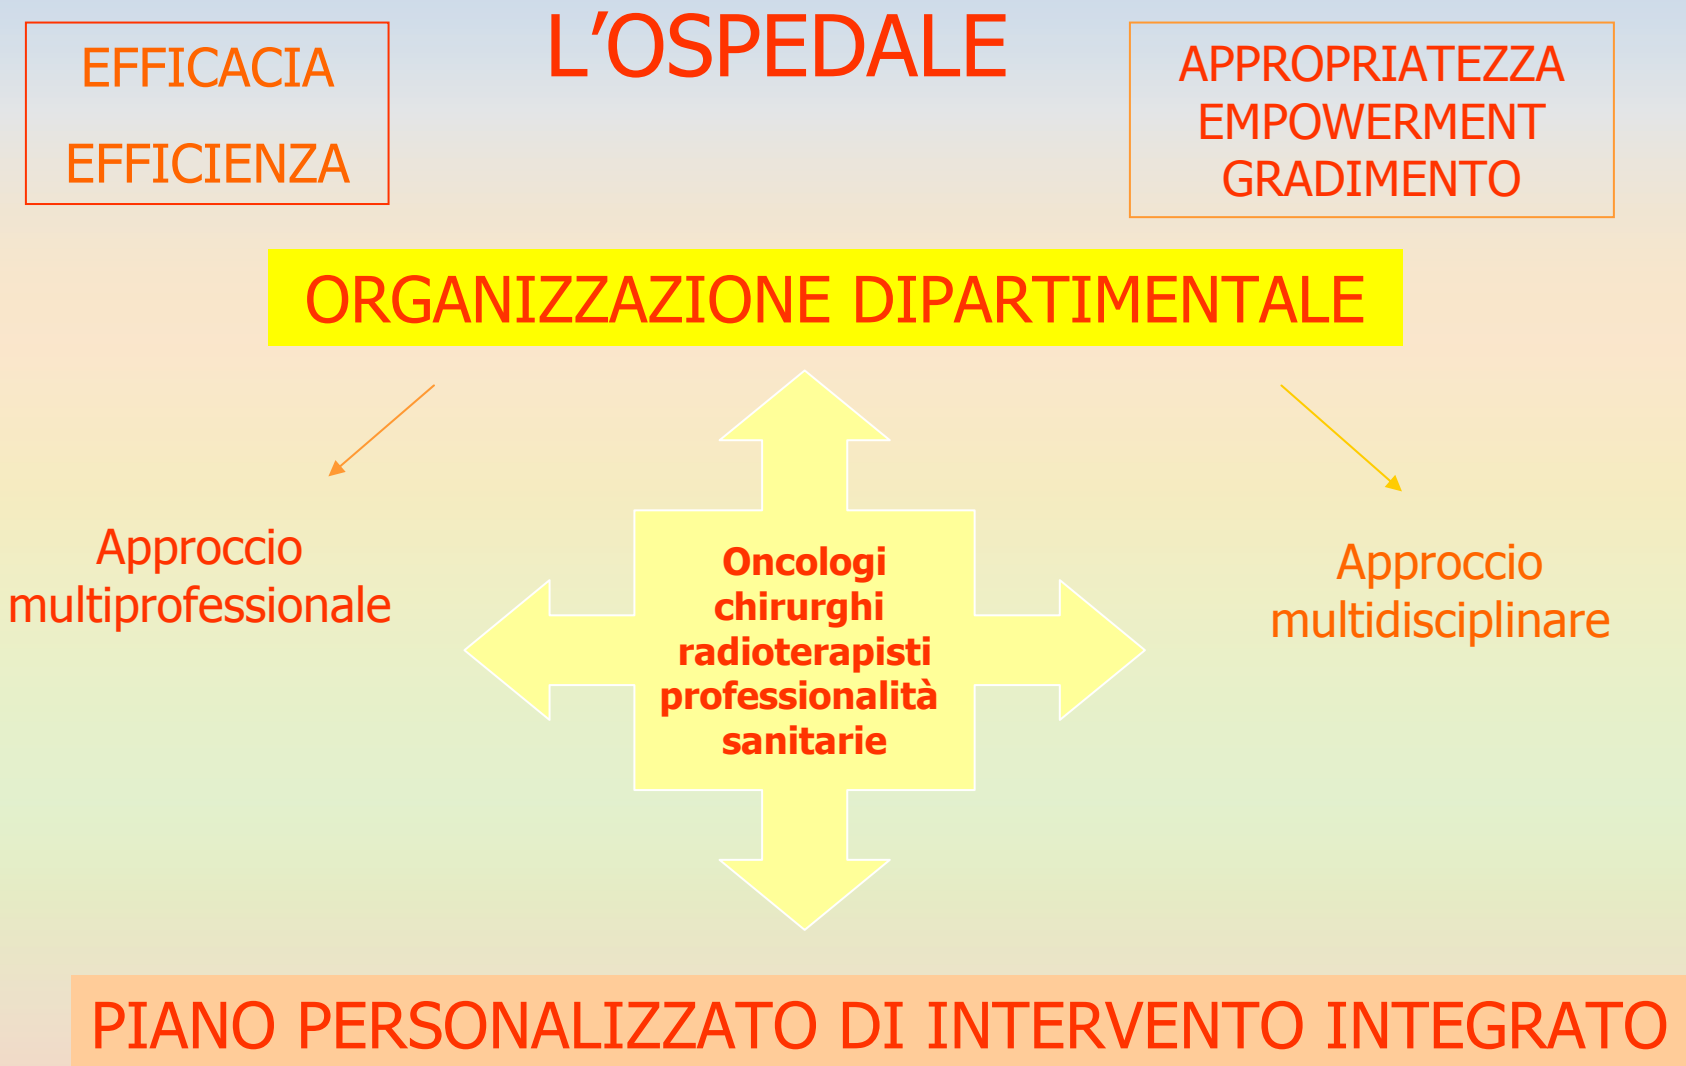 L'OSPEDALE
EFFICACIA
EFFICIENZA
APPROPRIATEZZA
EMPOWERMENT
GRADIMENTO
ORGANIZZAZIONE DIPARTIMENTALE
Approccio
multiprofessionale
Oncologi
chirurghi
radioterapisti
professionalità
sanitarie
Approccio
multidisciplinare
PIANO PERSONALIZZATO DI INTERVENTO INTEGRATO